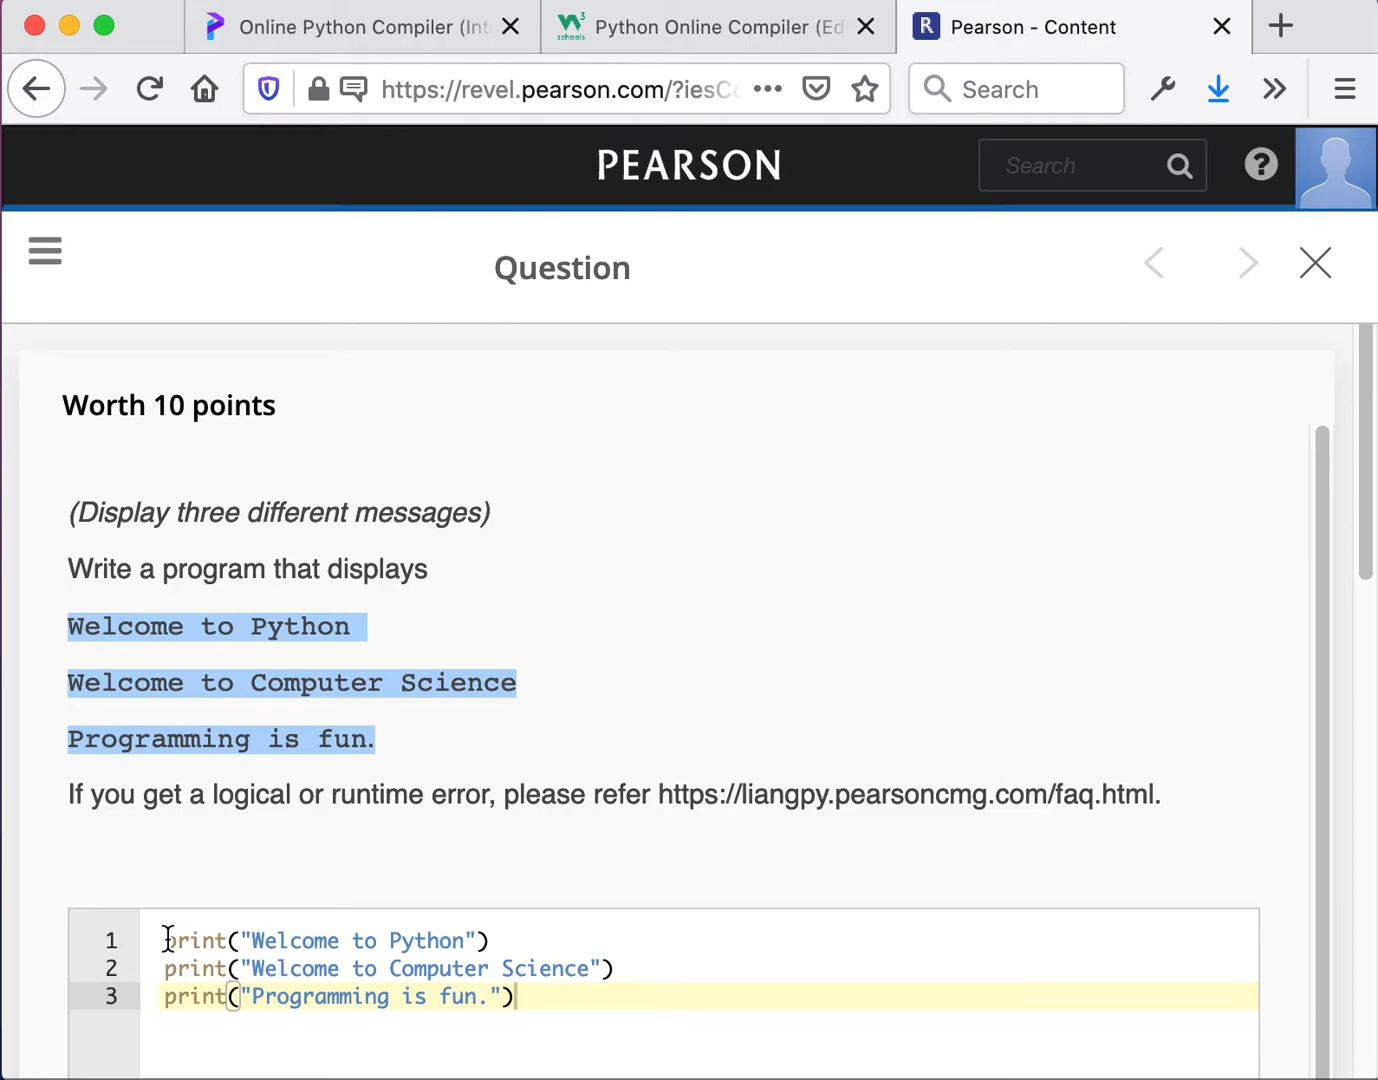 Online Python Compiler (Int
Python Online Compiler (Ed
R Pearson - Content
https://revel.pearson.com/?iesCo
Search
PEARSON
Search
Question
Worth 10 points
(Display three different messages)
Write a program that displays
Welcome to Python
Welcome to Computer Science
Programming is fun.
If you get a logical or runtime error, please refer https://liangpy.pearsoncmg.com/faq.html.
1 print("Welcome to Python")
2 print("Welcome to Computer Science")
3 print("Programming is fun.")